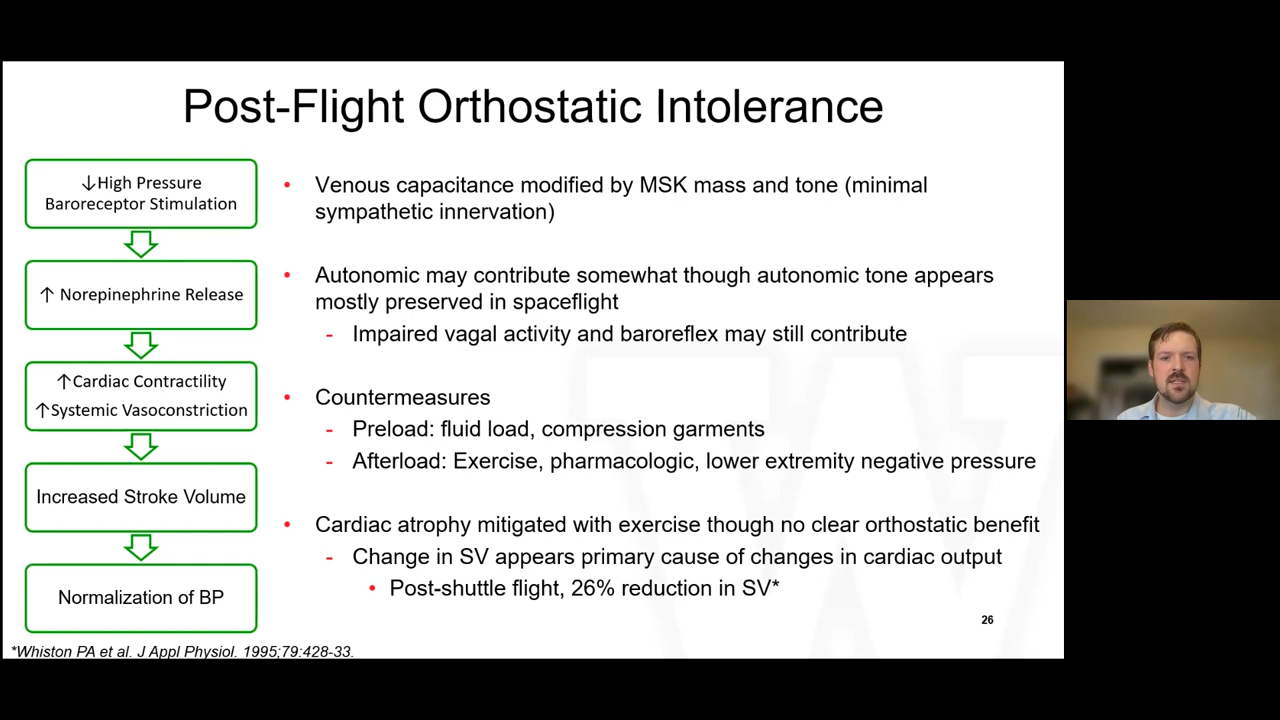 Post-Flight Orthostatic Intolerance
↓High Pressure
Baroreceptor Stimulation
↑ Norepinephrine Release
↑Cardiac Contractility
↑Systemic Vasoconstriction
Increased Stroke Volume
Normalization of BP
• Venous capacitance modified by MSK mass and tone (minimal
sympathetic innervation)
• Autonomic may contribute somewhat though autonomic tone appears
mostly preserved in spaceflight
- Impaired vagal activity and baroreflex may still contribute
• Countermeasures
- Preload: fluid load, compression garments
- Afterload: Exercise, pharmacologic, lower extremity negative pressure
• Cardiac atrophy mitigated with exercise though no clear orthostatic benefit
- Change in SV appears primary cause of changes in cardiac output
• Post-shuttle flight, 26% reduction in SV*
26
*Whiston PA et al. J Appl Physiol. 1995;79:428-33.